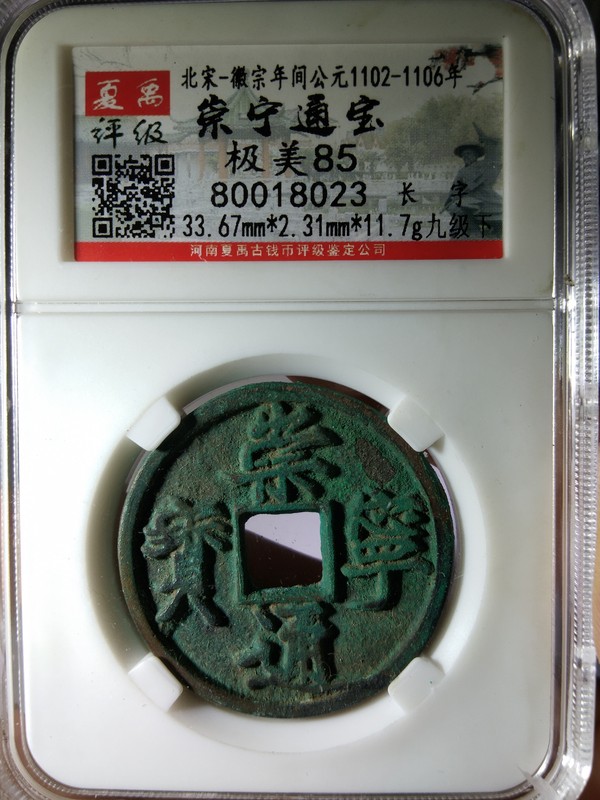 北宋-徽宗年间公元1102-1106年
夏禹
评级
崇宁通宝
极美85
80018023 长字
33.67mm*2.31mm*11.7g九级下
河南夏禹古钱币评级鉴定公司
崇
寧
通
寳